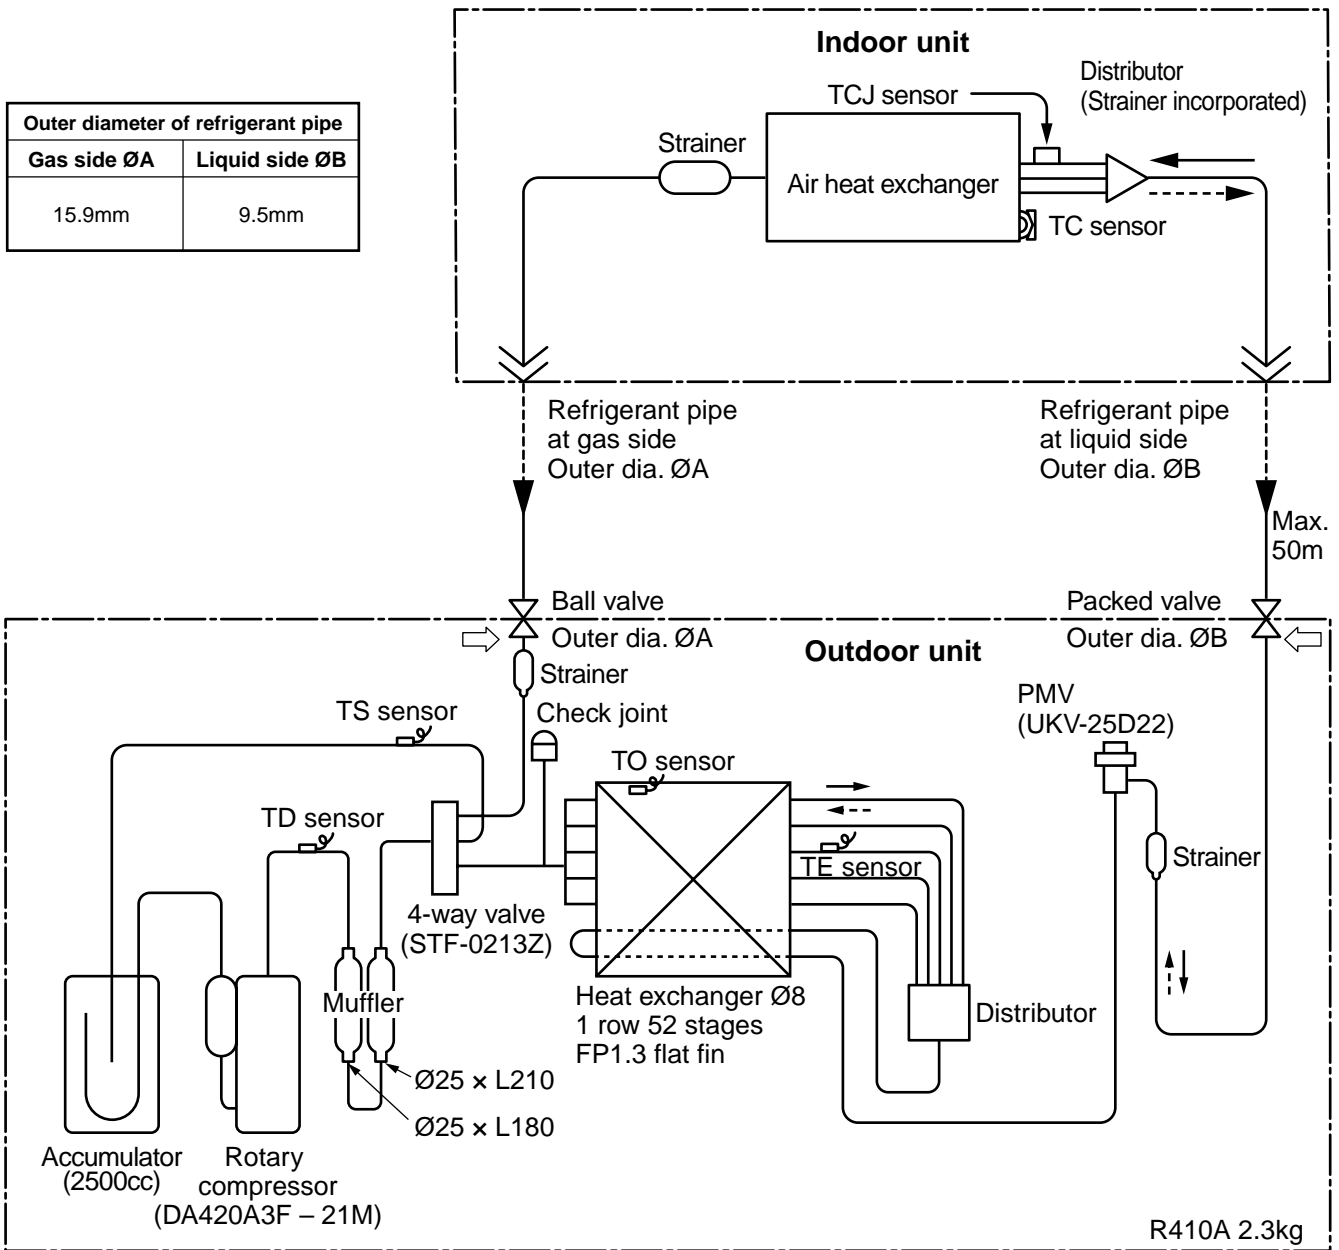 Indoor unit
TCJ sensor
Distributor
(Strainer incorporated)
Strainer
Air heat exchanger
TC sensor
Outer diameter of refrigerant pipe
Gas side ØA
Liquid side ØB
15.9mm
9.5mm
Refrigerant pipe
at gas side
Outer dia. ØA
Refrigerant pipe
at liquid side
Outer dia. ØB
Max.
50m
Ball valve
Outer dia. ØA
Packed valve
Outer dia. ØB
Outdoor unit
Strainer
TS sensor
Check joint
PMV
(UKV-25D22)
TO sensor
TD sensor
TE sensor
Strainer
4-way valve
(STF-0213Z)
Muffler
Heat exchanger Ø8
1 row 52 stages
FP1.3 flat fin
Distributor
Ø25 × L210
Ø25 × L180
Accumulator
(2500cc)
Rotary
compressor
(DA420A3F – 21M)
R410A 2.3kg